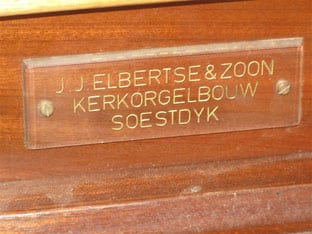 J. J. ELBERTSE & ZOON
KERKORGELBOUW
SOESTDYK